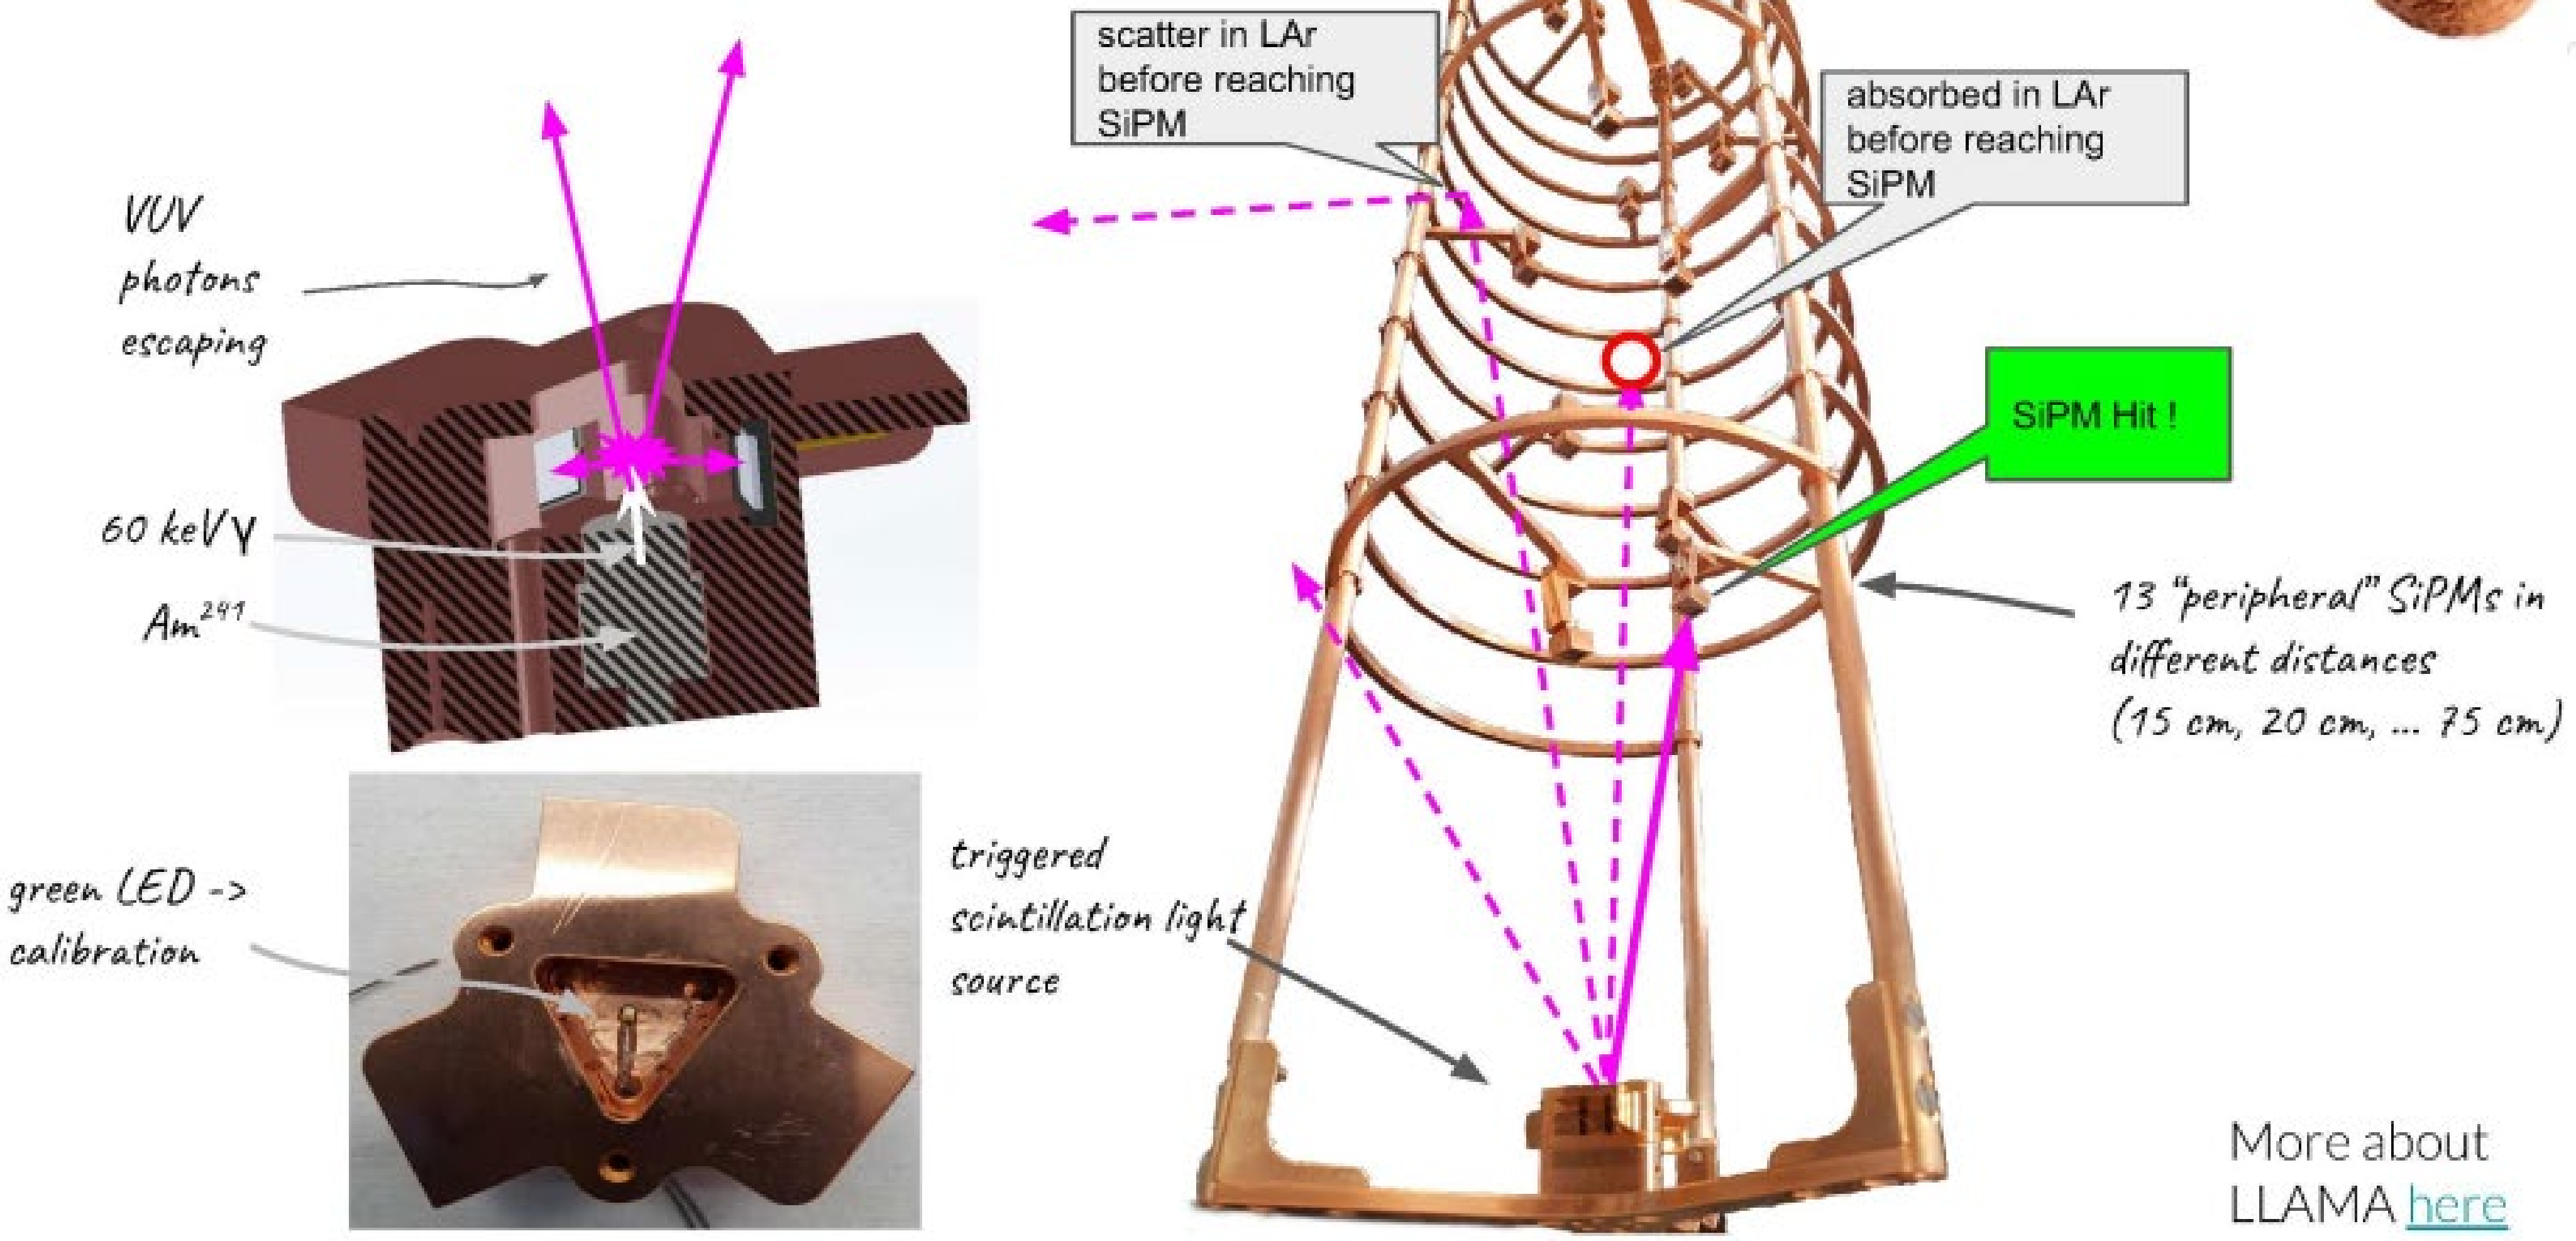 scatter in LAr
before reaching
SiPM
absorbed in LAr
before reaching
SiPM
VUV
photons
escaping
SiPM Hit !
60 keV γ
Am²⁴¹
13 “peripheral” SiPMs in
different distances
(15 cm, 20 cm, ... 75 cm)
green LED ->
calibration
triggered
scintillation light
source
More about
LLAMA here